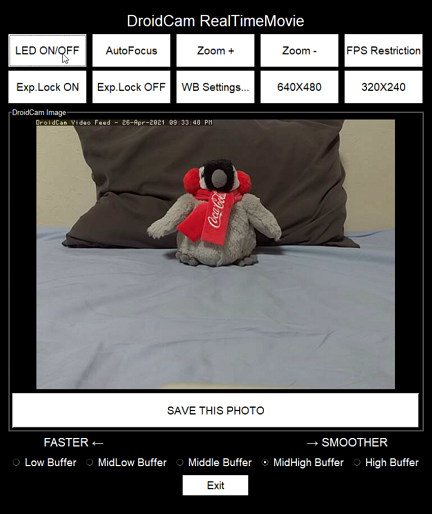 DroidCam RealTimeMovie
LED ON/OFF AutoFocus Zoom + Zoom - FPS Restriction
Exp.Lock ON Exp.Lock OFF WB Settings... 640X480 320X240
DroidCam Image
DroidCam Video Feed - 26-Apr-2021 09:33:48 PM
Coca-Cola
SAVE THIS PHOTO
FASTER ← → SMOOTHER
Low Buffer MidLow Buffer Middle Buffer MidHigh Buffer High Buffer
Exit